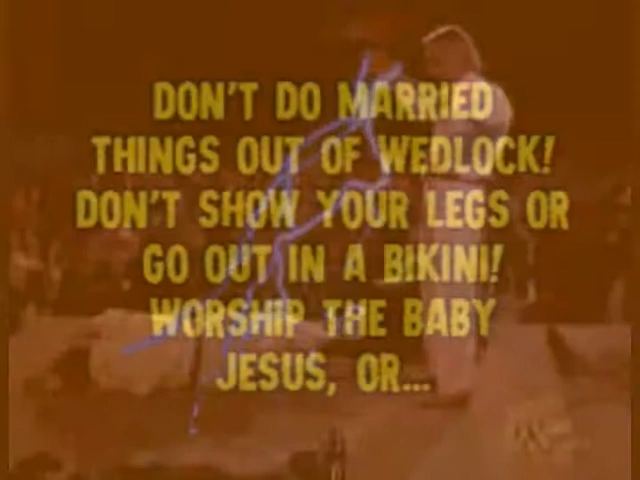 DON'T DO MARRIED
THINGS OUT OF WEDLOCK!
DON'T SHOW YOUR LEGS OR
GO OUT IN A BIKINI!
WORSHIP THE BABY
JESUS, OR...